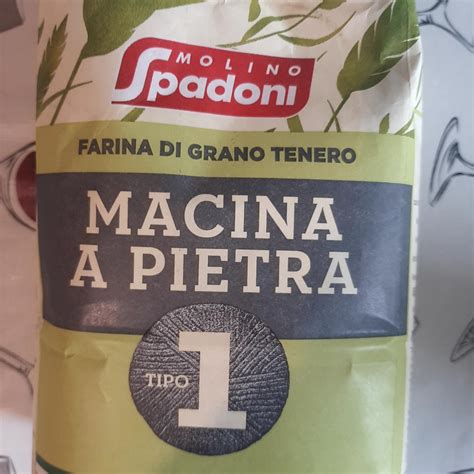 MOLINO
Spadoni
FARINA DI GRANO TENERO
MACINA
A PIETRA
TIPO 1